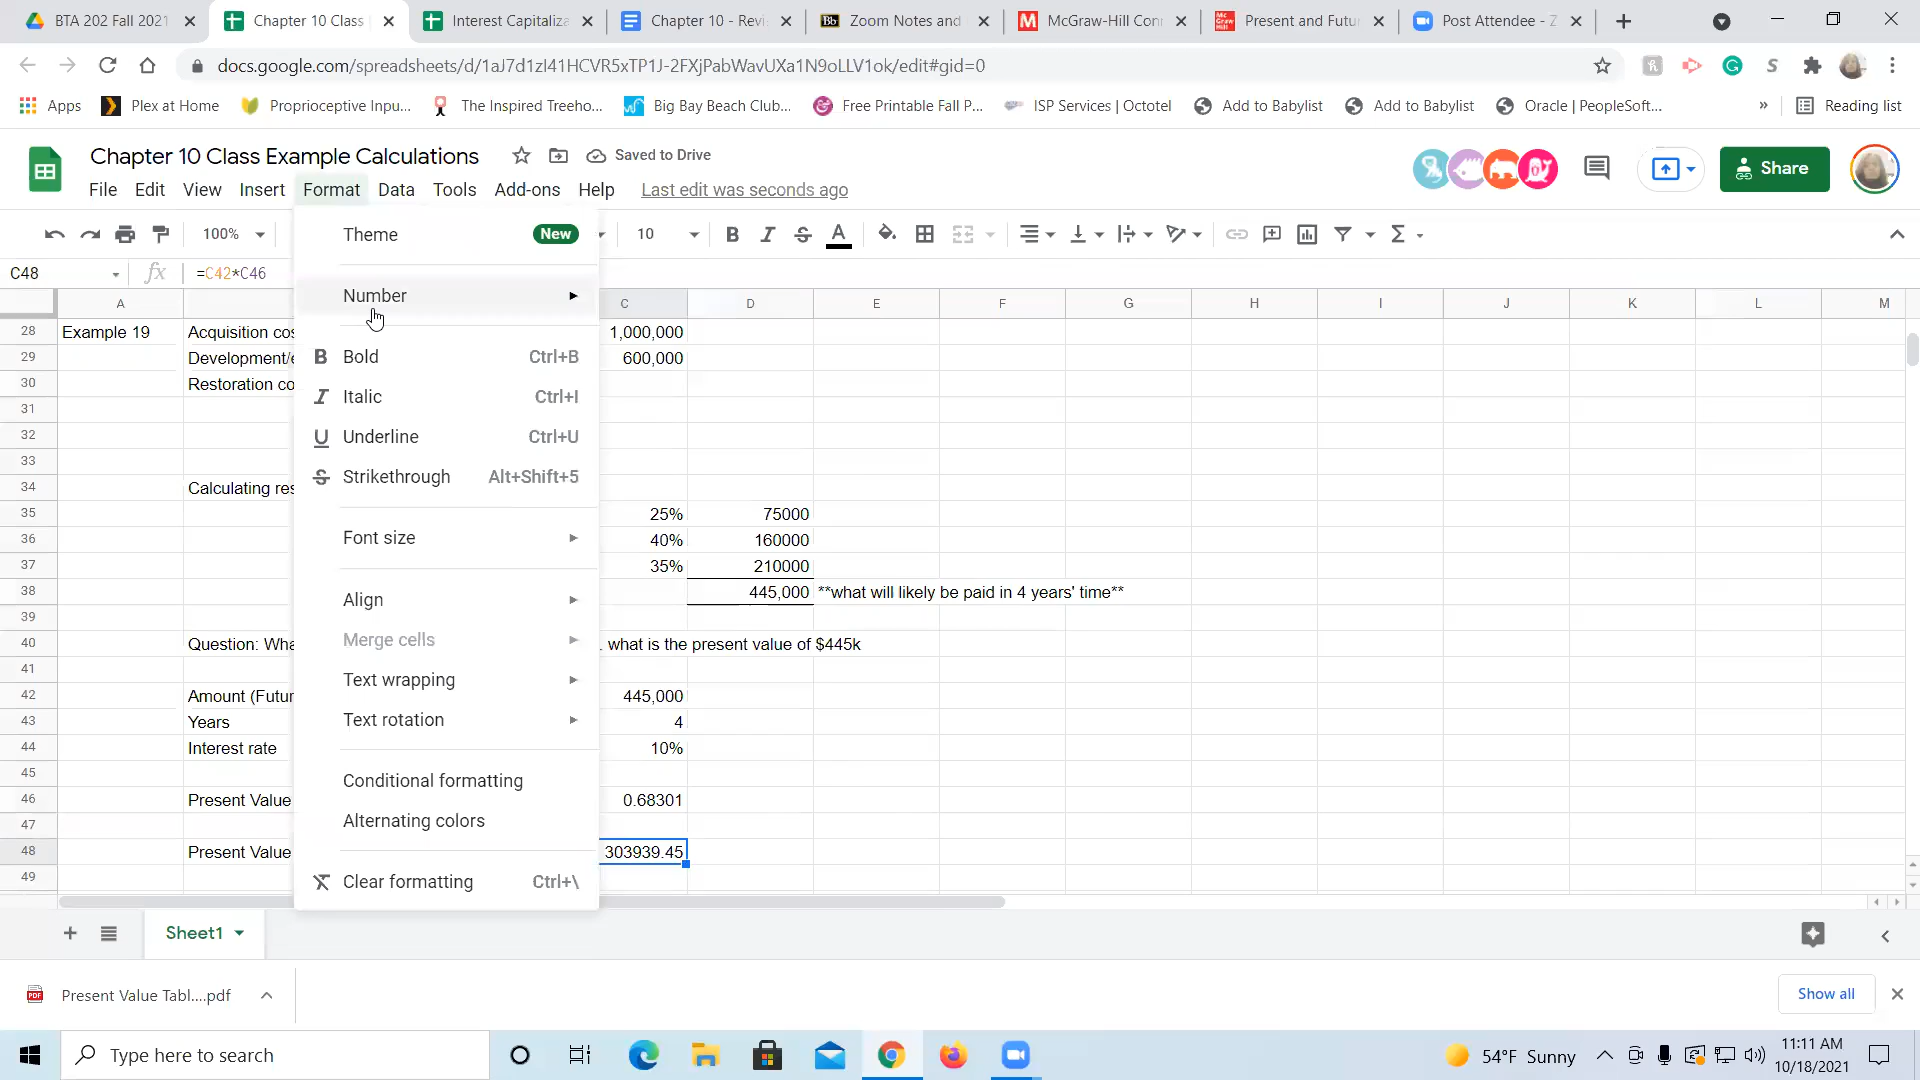 BTA 202 Fall 2021
Chapter 10 Class
Interest Capitaliza
Chapter 10 - Revi
Bb Zoom Notes and
M McGraw-Hill Con
Mc Graw Hill Present and Futu
Post Attendee - Z
docs.google.com/spreadsheets/d/1aJ7d1zI41HCVR5xTP1J-2FXjPabWavUXa1N9oLLV1ok/edit#gid=0
Apps
Plex at Home
Proprioceptive Inpu...
The Inspired Treeho...
Big Bay Beach Club...
Free Printable Fall P...
ISP Services | Octotel
Add to Babylist
Add to Babylist
Oracle | PeopleSoft...
»
Reading list
Chapter 10 Class Example Calculations
Saved to Drive
Share
File Edit View Insert Format Data Tools Add-ons Help Last edit was seconds ago
100% 10 B I S A Σ
C48 fx =C42*C46
Theme New
Number
B Bold Ctrl+B
I Italic Ctrl+I
U Underline Ctrl+U
S Strikethrough Alt+Shift+5
Font size
Align
Merge cells
Text wrapping
Text rotation
Conditional formatting
Alternating colors
Clear formatting Ctrl+\
A C D E F G H I J K L M
28 Example 19 Acquisition cos 1,000,000
29 Development/e 600,000
30 Restoration co
31
32
33
34 Calculating res
35 25% 75000
36 40% 160000
37 35% 210000
38 445,000 **what will likely be paid in 4 years' time**
39
40 Question: Wha . what is the present value of $445k
41
42 Amount (Futur 445,000
43 Years 4
44 Interest rate 10%
45
46 Present Value 0.68301
47
48 Present Value 303939.45
49
Sheet1
PDF Present Value Tabl....pdf
Show all
Type here to search
54°F Sunny
11:11 AM
10/18/2021